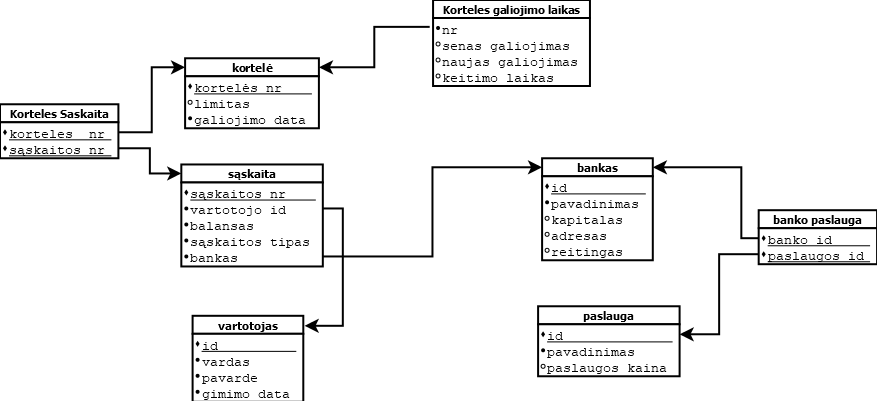 Korteles galiojimo laikas
nr
senas galiojimas
naujas galiojimas
keitimo laikas
kortelė
kortelės nr
limitas
galiojimo data
Korteles Saskaita
korteles nr
sąskaitos nr
sąskaita
sąskaitos nr
vartotojo id
balansas
sąskaitos tipas
bankas
bankas
id
pavadinimas
kapitalas
adresas
reitingas
banko paslauga
banko id
paslaugos id
vartotojas
id
vardas
pavarde
gimimo data
paslauga
id
pavadinimas
paslaugos kaina